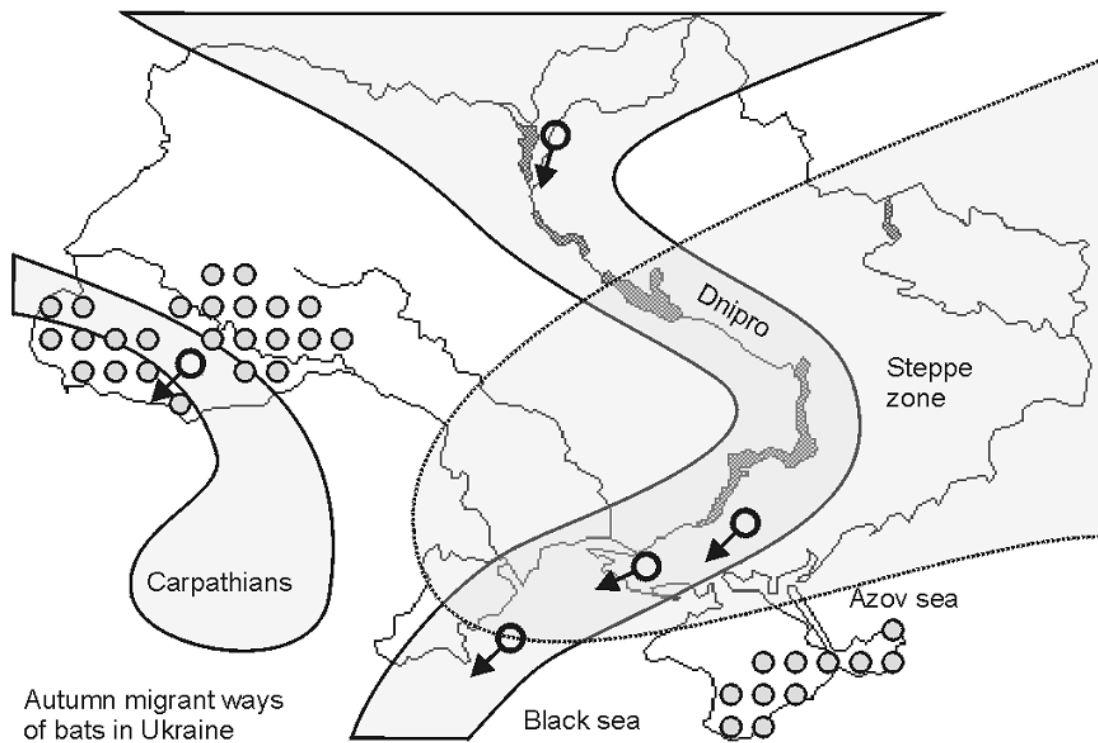 Dnipro
Steppe
zone
Carpathians
Azov sea
Autumn migrant ways
of bats in Ukraine
Black sea